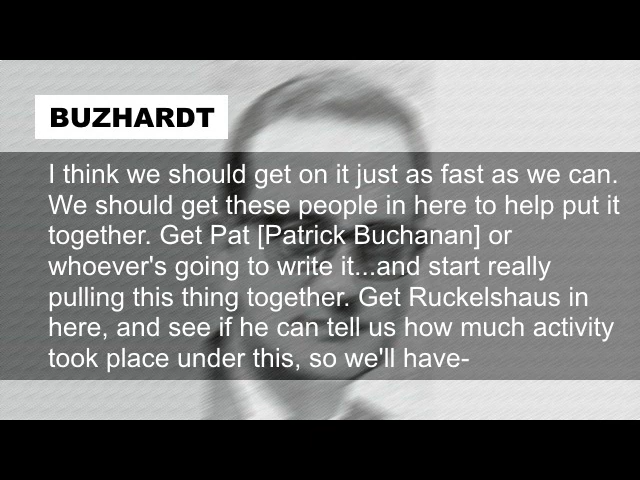 BUZHARDT
I think we should get on it just as fast as we can.
We should get these people in here to help put it
together. Get Pat [Patrick Buchanan] or
whoever's going to write it...and start really
pulling this thing together. Get Ruckelshaus in
here, and see if he can tell us how much activity
took place under this, so we'll have-